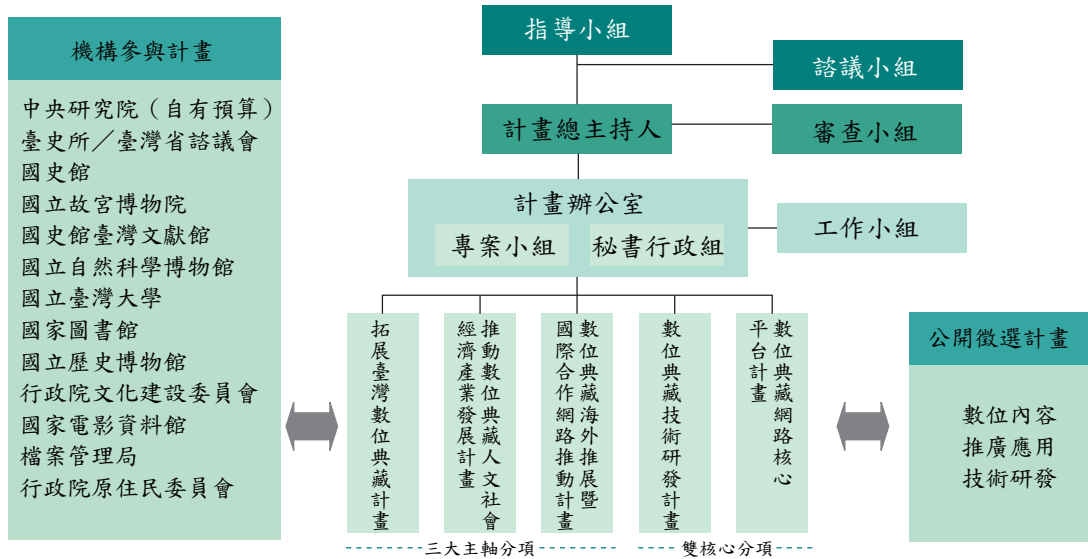 機構參與計畫
中央研究院（自有預算）
臺史所／臺灣省諮議會
國史館
國立故宮博物院
國史館臺灣文獻館
國立自然科學博物館
國立臺灣大學
國家圖書館
國立歷史博物館
行政院文化建設委員會
國家電影資料館
檔案管理局
行政院原住民委員會
指導小組
諮議小組
計畫總主持人
審查小組
計畫辦公室
專案小組
秘書行政組
工作小組
拓展臺灣數位典藏計畫
推動數位典藏人文社會
經濟產業發展計畫
數位典藏海外推展暨
國際合作網路推動計畫
數位典藏技術研發計畫
數位典藏網路核心
平台計畫
三大主軸分項
雙核心分項
公開徵選計畫
數位內容
推廣應用
技術研發